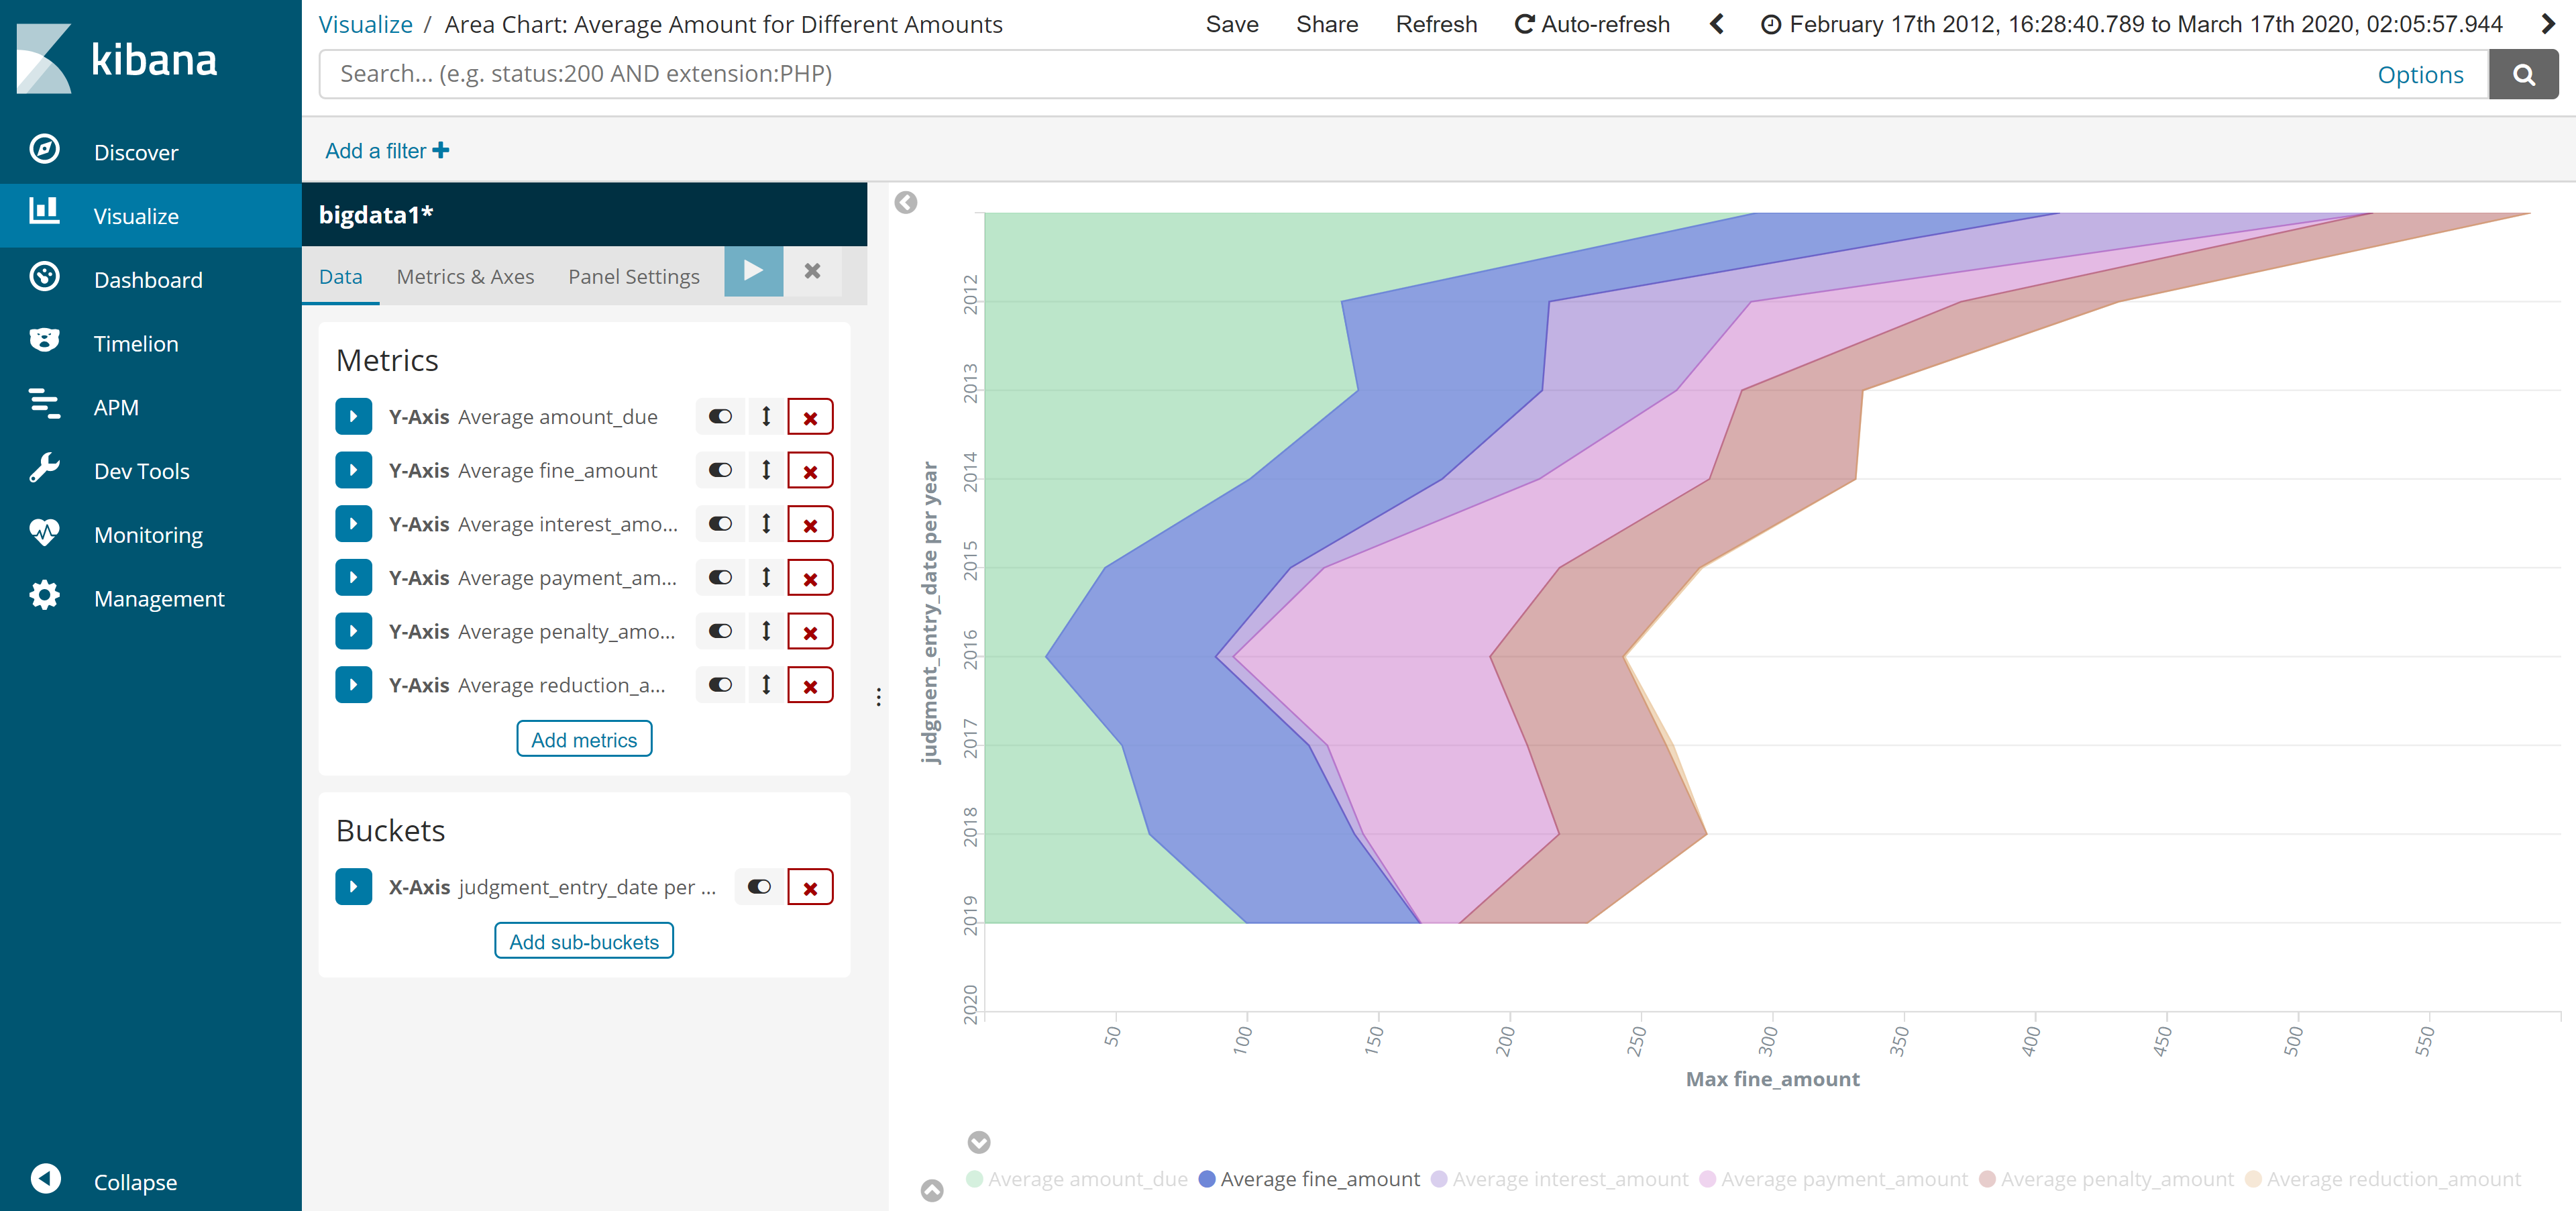 kibana
Discover
Visualize
Dashboard
Timelion
APM
Dev Tools
Monitoring
Management
Collapse
Visualize / Area Chart: Average Amount for Different Amounts
Save Share Refresh Auto-refresh February 17th 2012, 16:28:40.789 to March 17th 2020, 02:05:57.944
Search... (e.g. status:200 AND extension:PHP) Options
Add a filter
bigdata1*
Data Metrics & Axes Panel Settings
Metrics
Y-Axis Average amount_due
Y-Axis Average fine_amount
Y-Axis Average interest_amo...
Y-Axis Average payment_am...
Y-Axis Average penalty_amo...
Y-Axis Average reduction_a...
Add metrics
Buckets
X-Axis judgment_entry_date per ...
Add sub-buckets
judgment_entry_date per year
2012
2013
2014
2015
2016
2017
2018
2019
2020
50 100 150 200 250 300 350 400 450 500 550
Max fine_amount
Average amount_due Average fine_amount Average interest_amount Average payment_amount Average penalty_amount Average reduction_amount